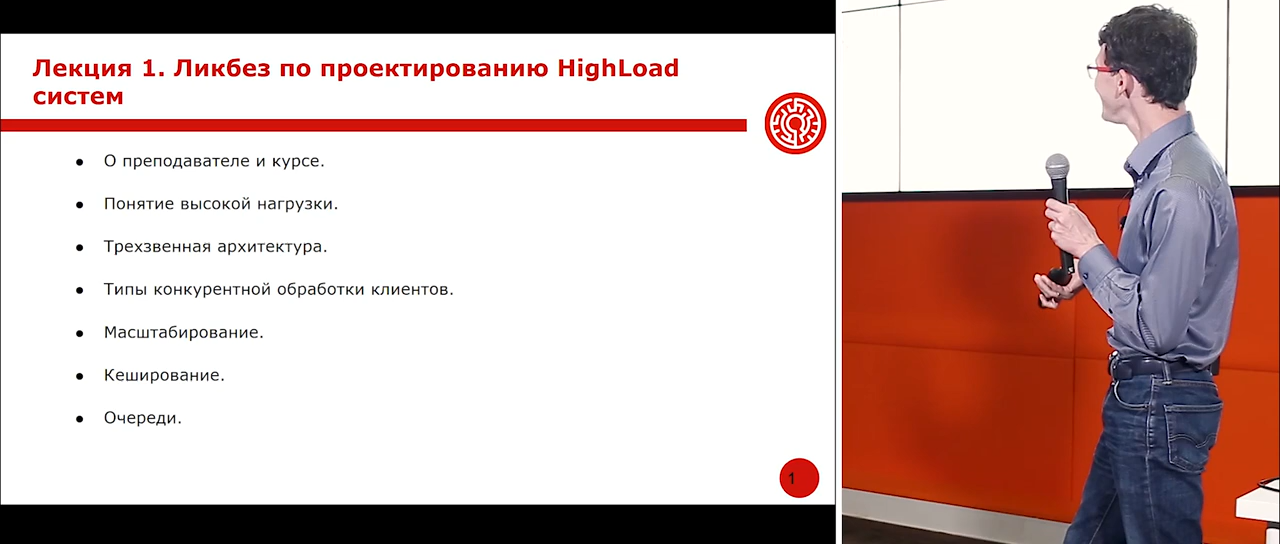 Лекция 1. Ликбез по проектированию HighLoad
систем
● О преподавателе и курсе.
● Понятие высокой нагрузки.
● Трехзвенная архитектура.
● Типы конкурентной обработки клиентов.
● Масштабирование.
● Кеширование.
● Очереди.
1